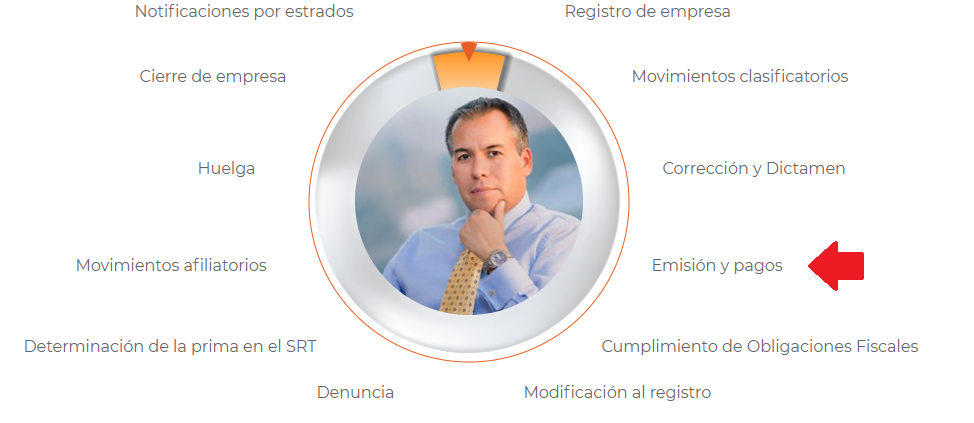 Notificaciones por estrados
Registro de empresa
Cierre de empresa
Movimientos clasificatorios
Huelga
Corrección y Dictamen
Movimientos afiliatorios
Emisión y pagos
Determinación de la prima en el SRT
Cumplimiento de Obligaciones Fiscales
Denuncia
Modificación al registro